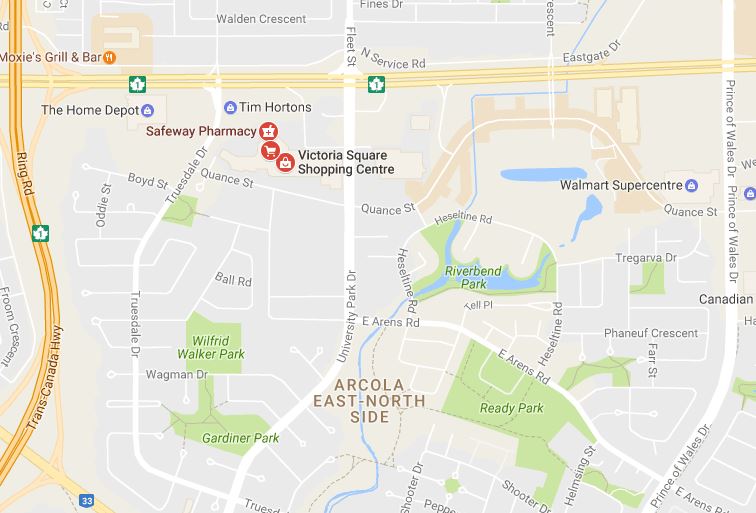 Fines Dr
Walden Crescent
Fleet St
Crescent
Rd
Moxie's Grill & Bar
N Service Rd
Eastgate Dr
1
1
The Home Depot
Tim Hortons
Safeway Pharmacy
Victoria Square
Shopping Centre
Prince of Wales Dr
Prince of Wales Dr
Ring Rd
Truesdale Dr
Boyd St
Quance St
Oddie St
Walmart Supercentre
Quance St
Quance St
Heseltine Rd
1
Heseltine Rd
Tregarva Dr
Ball Rd
Riverbend
Park
Tell Pl
Canadian
Froom Crescent
Truesdale Dr
University Park Dr
E Arens Rd
Heseltine Rd
Phaneuf Crescent
Ha
Wilfrid
Walker Park
E Arens Rd
Farr St
Wagman Dr
ARCOLA
EAST-NORTH
SIDE
Trans-Canada Hwy
Ready Park
Gardiner Park
Helmsing St
Prince of Wales Dr
Shooter Dr
Shooter Dr
33
Truesd
Peppe